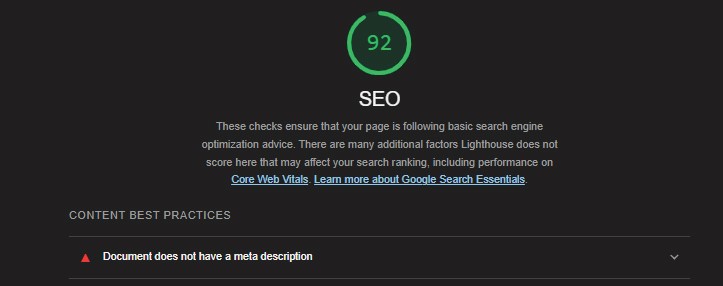 92
SEO
These checks ensure that your page is following basic search engine
optimization advice. There are many additional factors Lighthouse does not
score here that may affect your search ranking, including performance on
Core Web Vitals. Learn more about Google Search Essentials.
CONTENT BEST PRACTICES
Document does not have a meta description